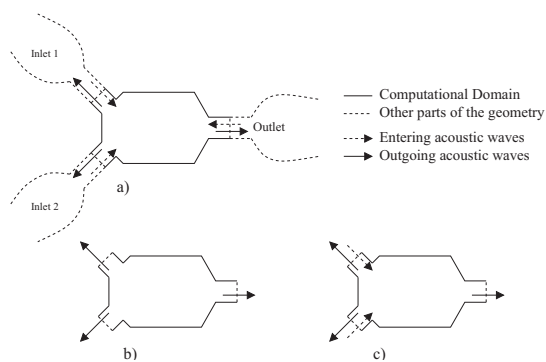 Inlet 1
Outlet
Inlet 2
a)
Computational Domain
Other parts of the geometry
Entering acoustic waves
Outgoing acoustic waves
b)
c)